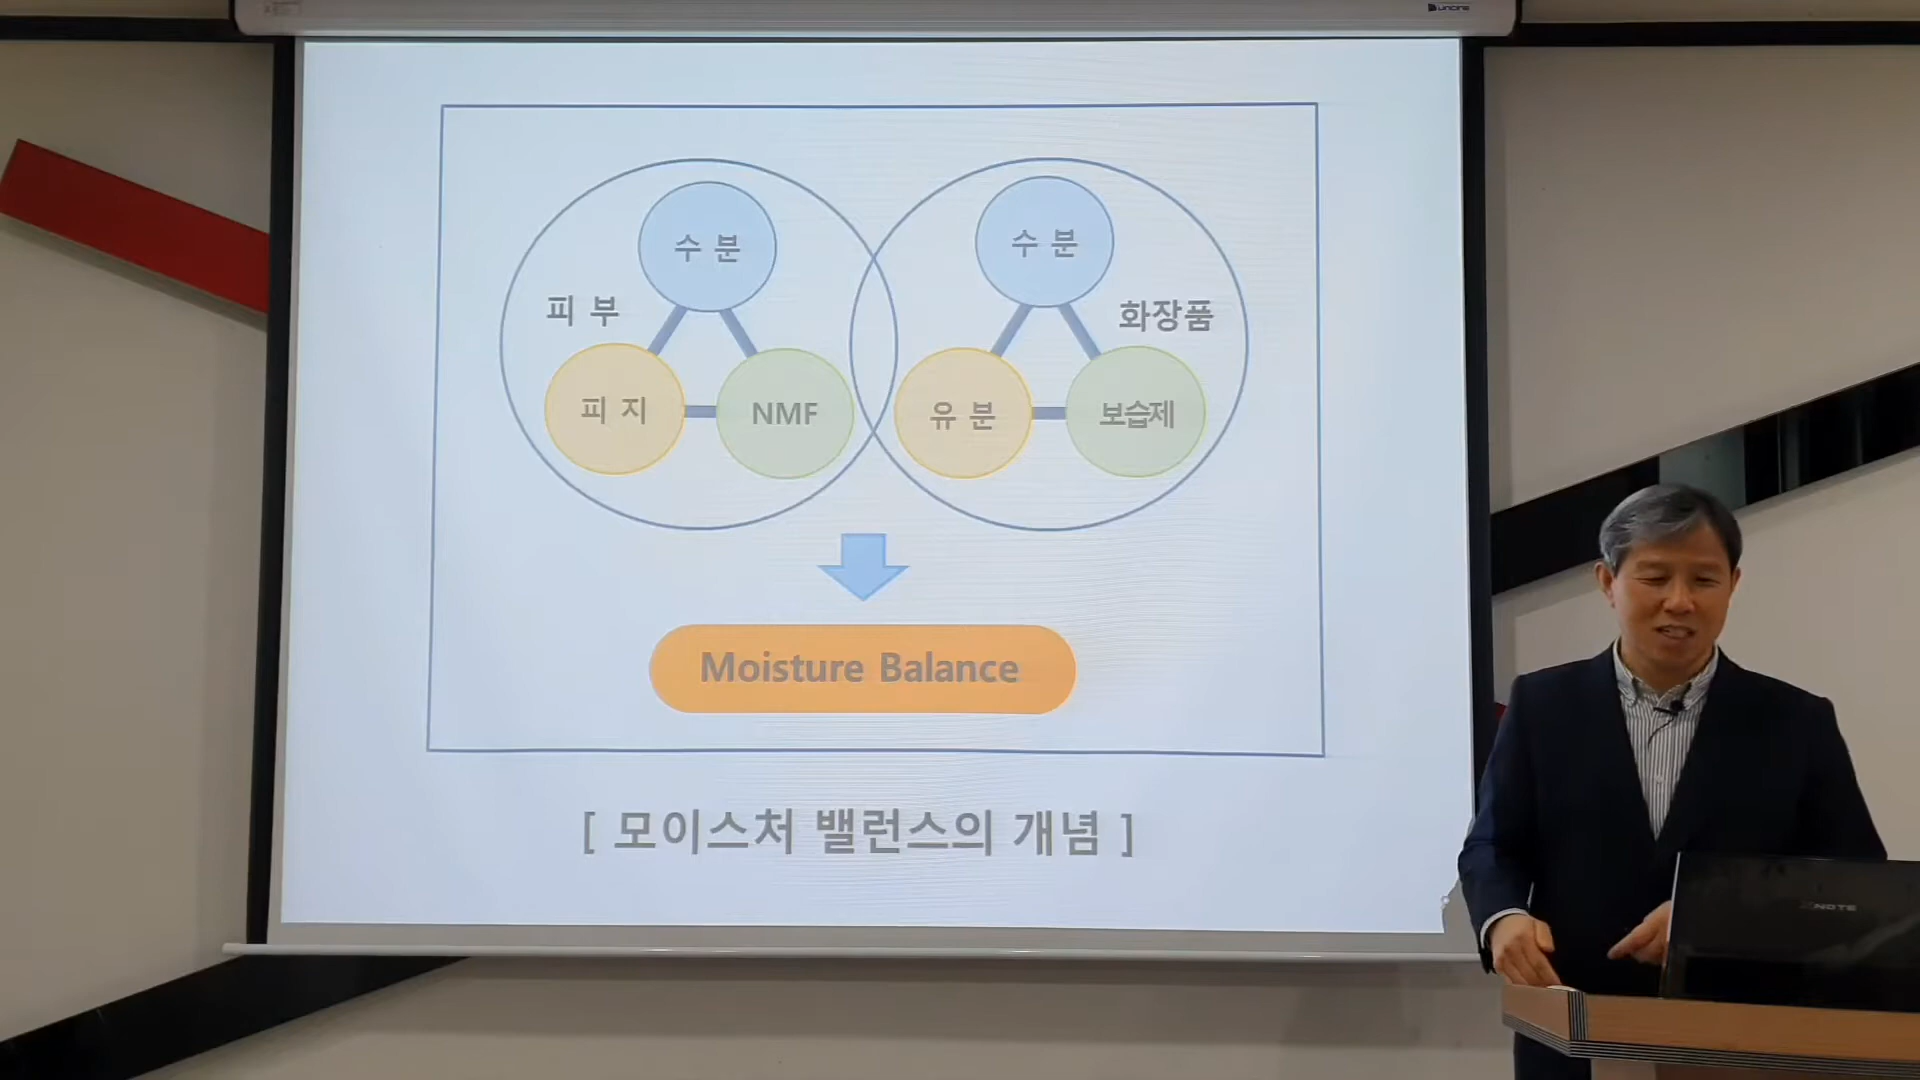 수 분
수 분
피 부
화장품
피 지
NMF
유 분
보습제
Moisture Balance
[ 모이스처 밸런스의 개념 ]